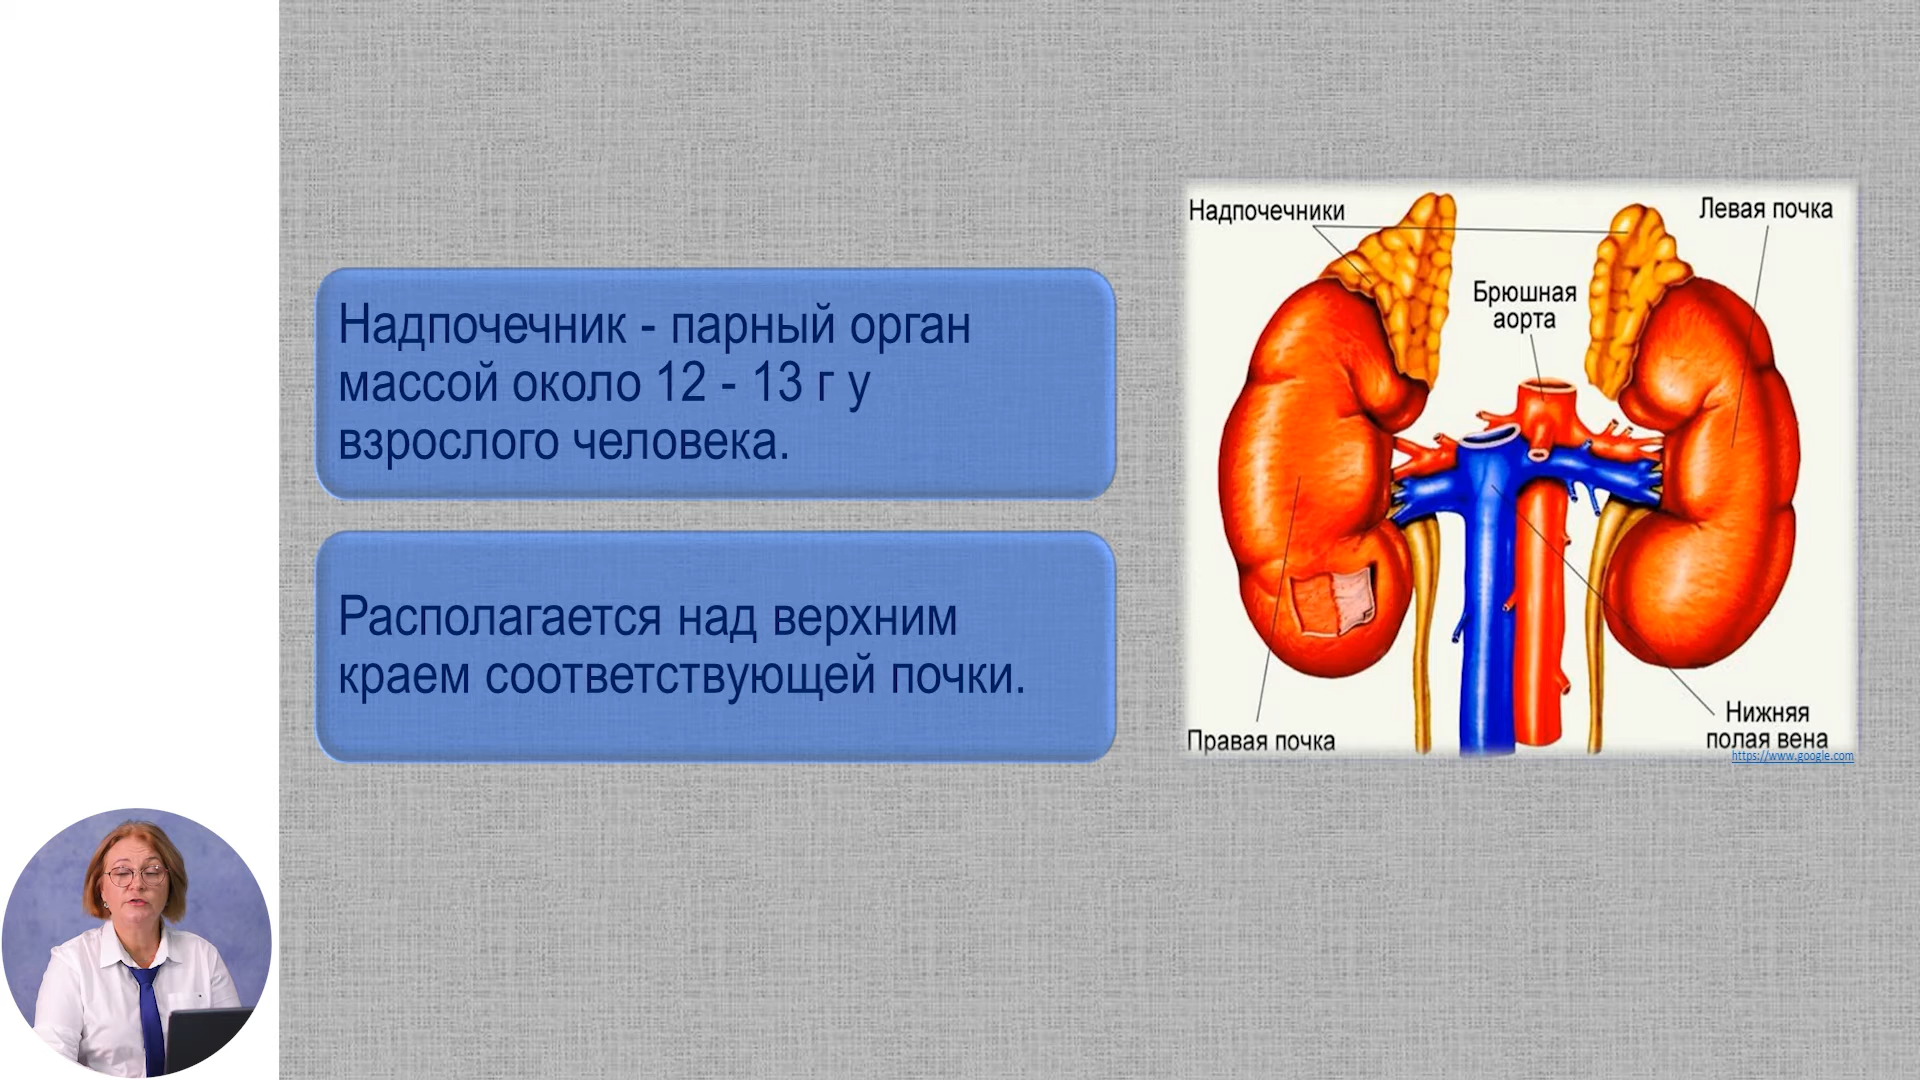 Надпочечник - парный орган
массой около 12 - 13 г у
взрослого человека.
Располагается над верхним
краем соответствующей почки.
Надпочечники
Левая почка
Брюшная
аорта
Правая почка
Нижняя
полая вена
https://www.google.com